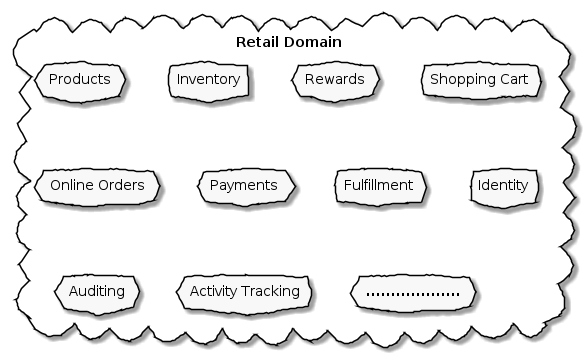 Retail Domain
Products Inventory Rewards Shopping Cart
Online Orders Payments Fulfillment Identity
Auditing Activity Tracking ...................